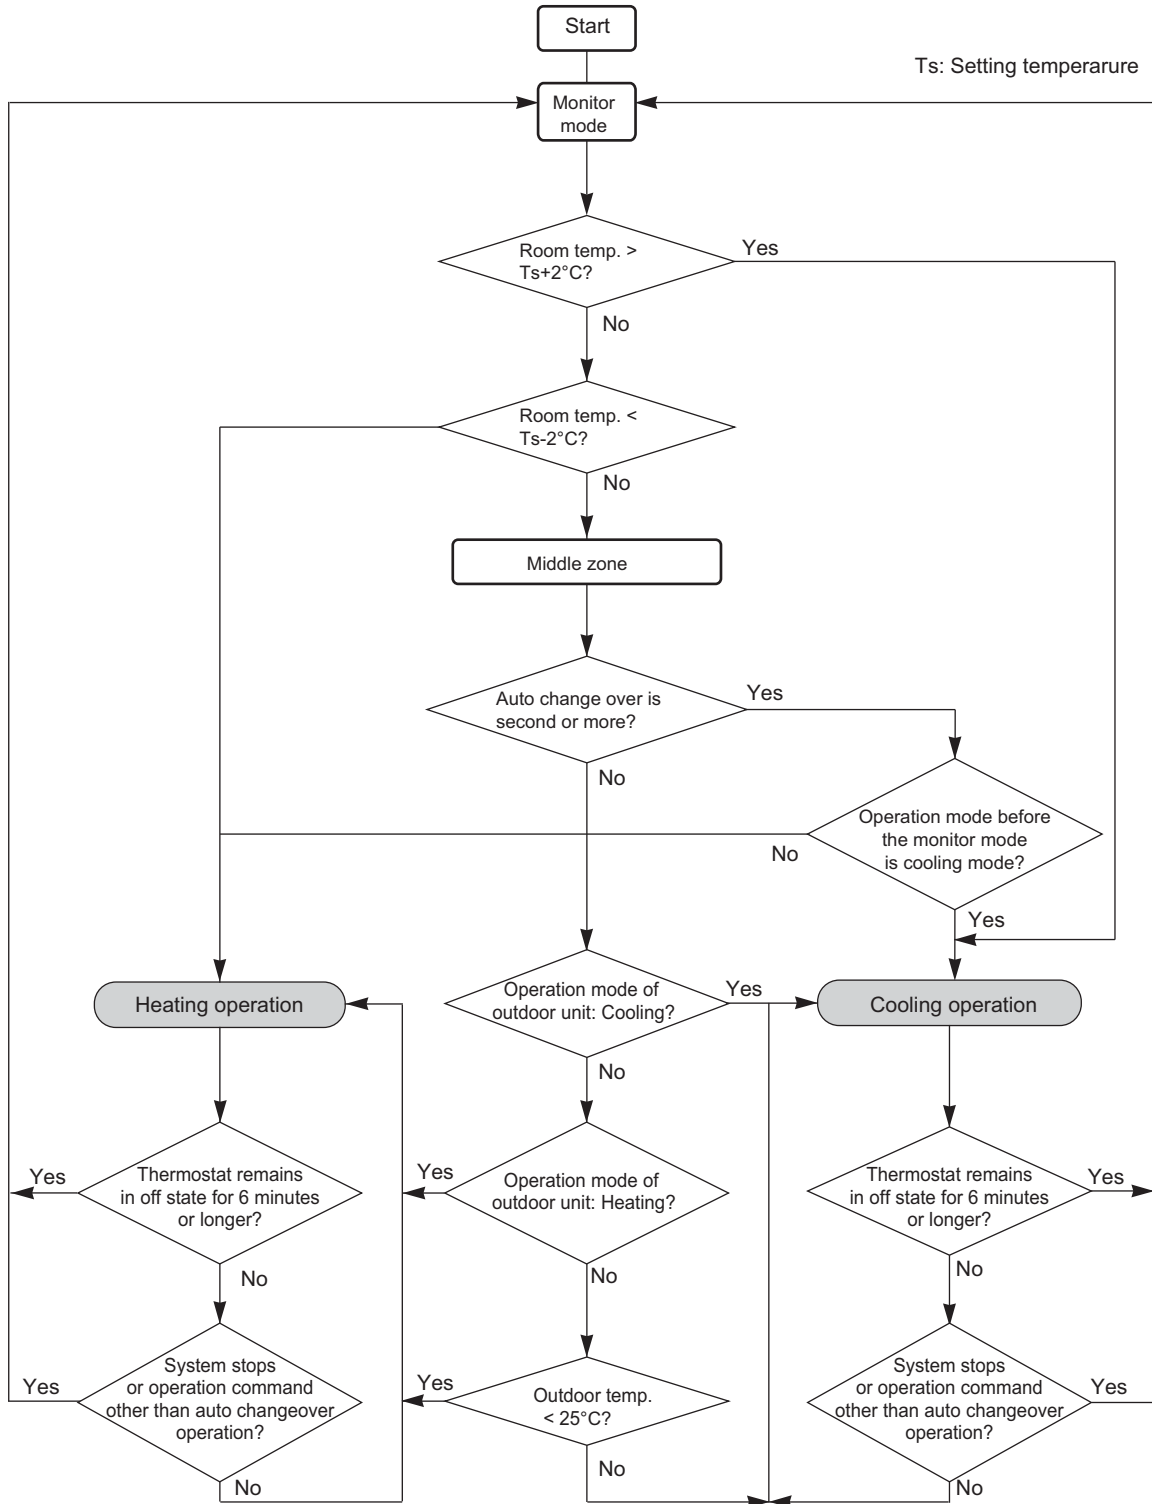 Start
Ts: Setting temperarure
Monitor
mode
Room temp. >
Ts+2°C?
Yes
No
Room temp. <
Ts-2°C?
No
Middle zone
Auto change over is
second or more?
Yes
No
Operation mode before
the monitor mode
is cooling mode?
No
Yes
Heating operation
Operation mode of
outdoor unit: Cooling?
Yes
Cooling operation
No
Thermostat remains
in off state for 6 minutes
or longer?
Yes
No
Operation mode of
outdoor unit: Heating?
Yes
No
Thermostat remains
in off state for 6 minutes
or longer?
Yes
No
System stops
or operation command
other than auto changeover
operation?
Yes
No
Outdoor temp.
< 25°C?
Yes
No
System stops
or operation command
other than auto changeover
operation?
Yes
No